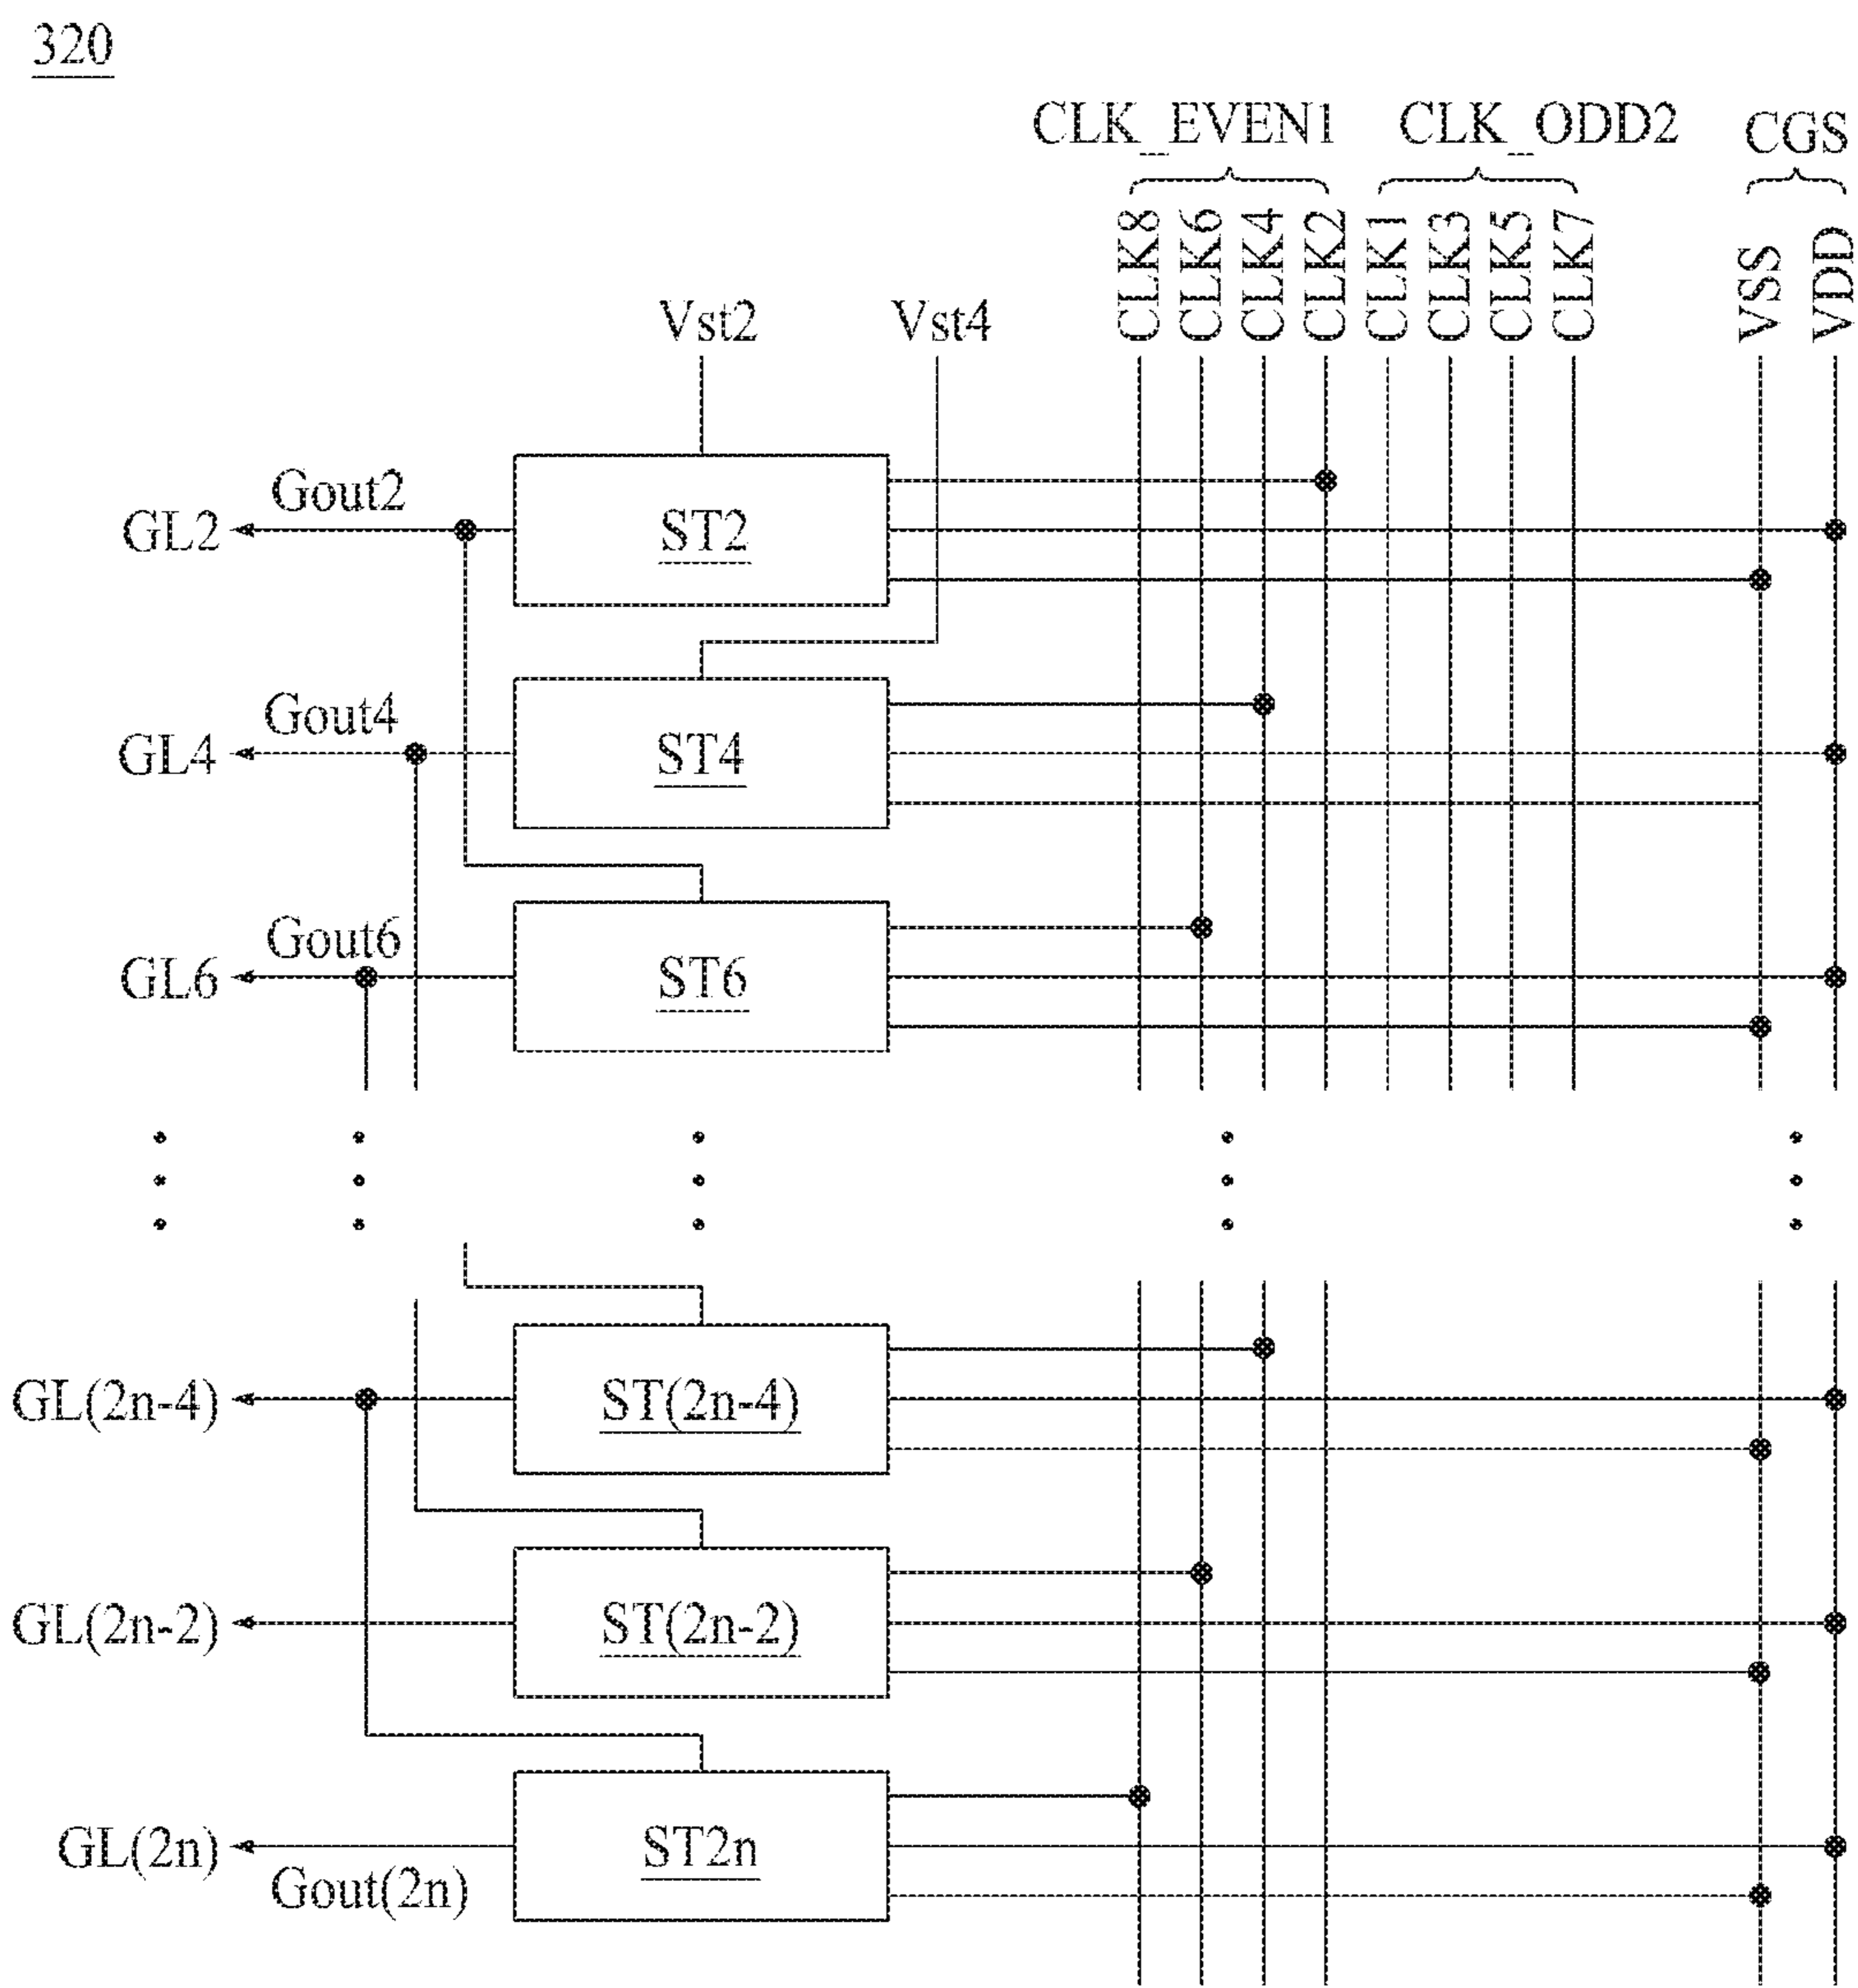 320
CLK_EVEN1
CLK_ODD2
CGS
CLK8
CLK6
CLK4
CLK2
CLK1
CLK3
CLK5
CLK7
VSS
VDD
Vst2
Vst4
Gout2
GL2
ST2
Gout4
GL4
ST4
Gout6
GL6
ST6
GL(2n-4)
ST(2n-4)
GL(2n-2)
ST(2n-2)
GL(2n)
ST2n
Gout(2n)